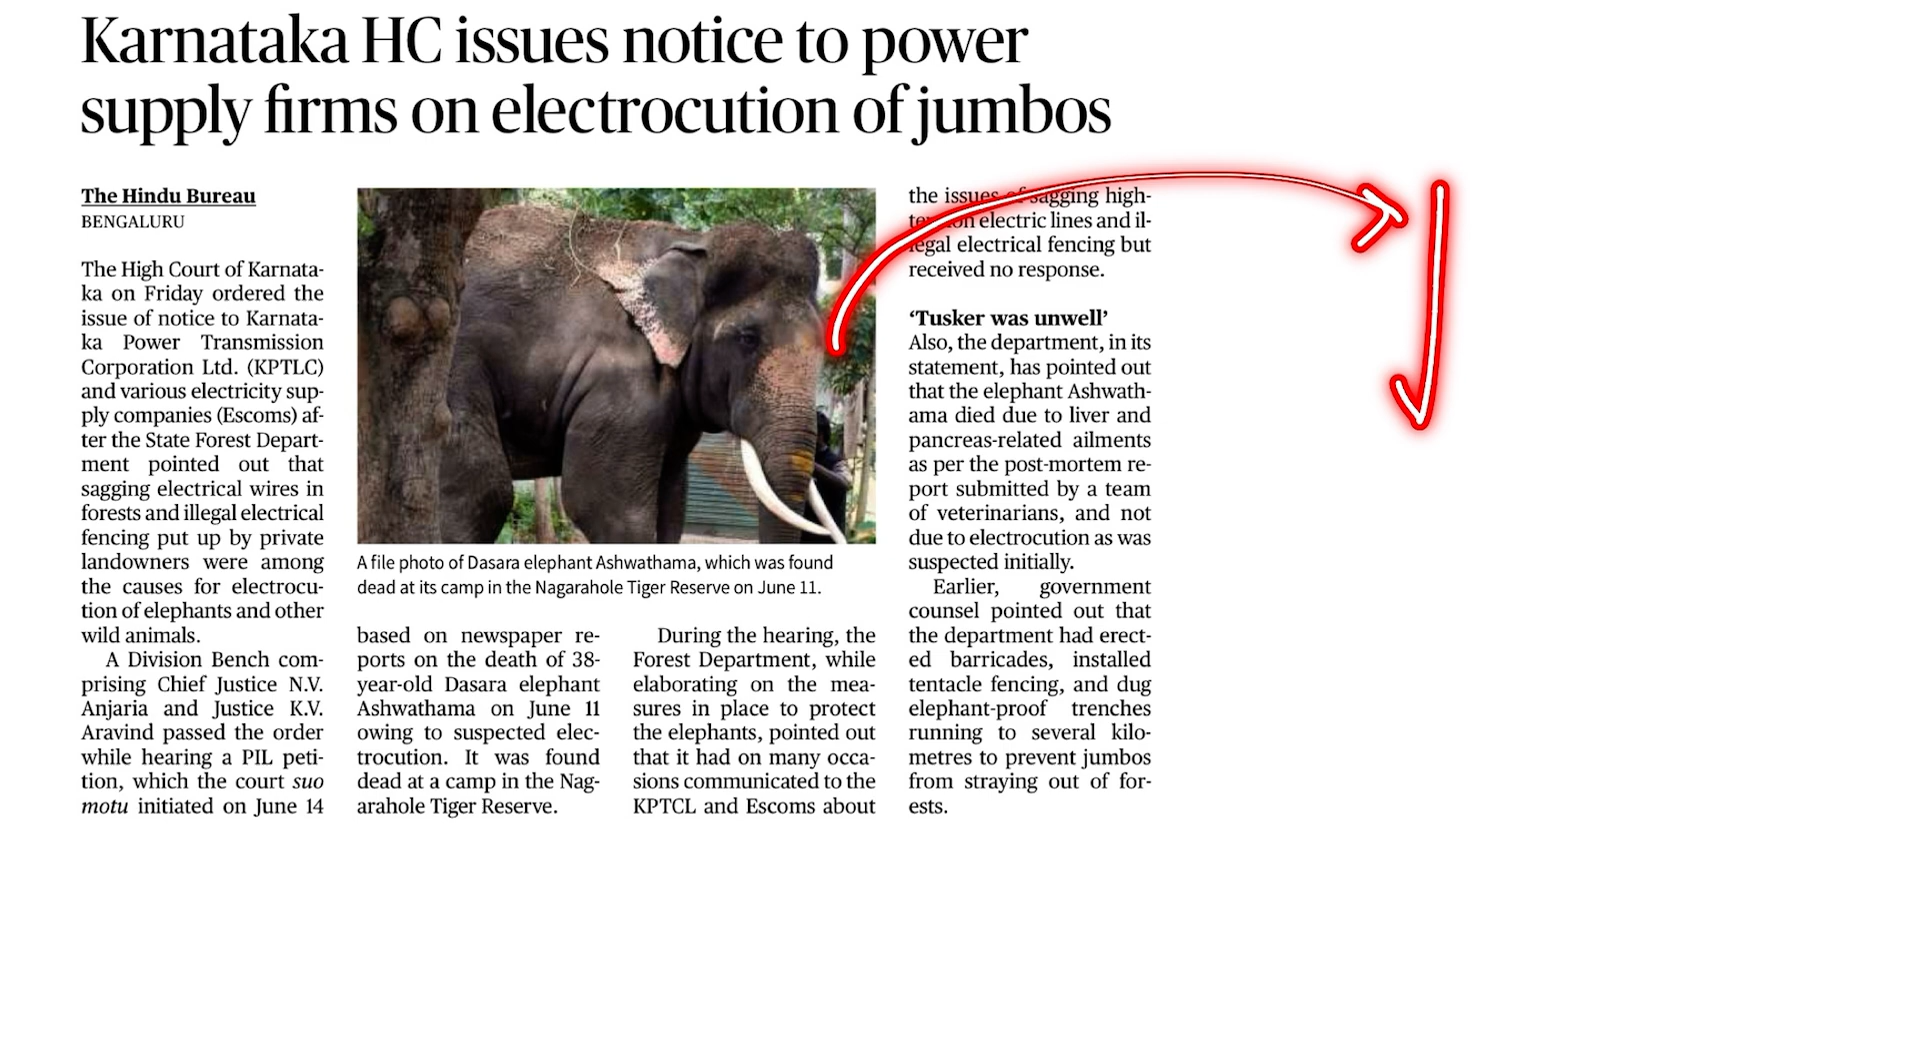 Karnataka HC issues notice to power
supply firms on electrocution of jumbos
The Hindu Bureau
BENGALURU
The High Court of Karnata-
ka on Friday ordered the
issue of notice to Karnata-
ka Power Transmission
Corporation Ltd. (KPTLC)
and various electricity sup-
ply companies (Escoms) af-
ter the State Forest Depart-
ment pointed out that
sagging electrical wires in
forests and illegal electrical
fencing put up by private
landowners were among
the causes for electrocu-
tion of elephants and other
wild animals.
A Division Bench com-
prising Chief Justice N.V.
Anjaria and Justice K.V.
Aravind passed the order
while hearing a PIL peti-
tion, which the court suo
motu initiated on June 14
A file photo of Dasara elephant Ashwathama, which was found
dead at its camp in the Nagarahole Tiger Reserve on June 11.
based on newspaper re-
ports on the death of 38-
year-old Dasara elephant
Ashwathama on June 11
owing to suspected elec-
trocution. It was found
dead at a camp in the Nag-
arahole Tiger Reserve.
During the hearing, the
Forest Department, while
elaborating on the mea-
sures in place to protect
the elephants, pointed out
that it had on many occa-
sions communicated to the
KPTCL and Escoms about
the issues of sagging high-
tension electric lines and il-
legal electrical fencing but
received no response.
‘Tusker was unwell’
Also, the department, in its
statement, has pointed out
that the elephant Ashwath-
ama died due to liver and
pancreas-related ailments
as per the post-mortem re-
port submitted by a team
of veterinarians, and not
due to electrocution as was
suspected initially.
Earlier, government
counsel pointed out that
the department had erect-
ed barricades, installed
tentacle fencing, and dug
elephant-proof trenches
running to several kilo-
metres to prevent jumbos
from straying out of for-
ests.